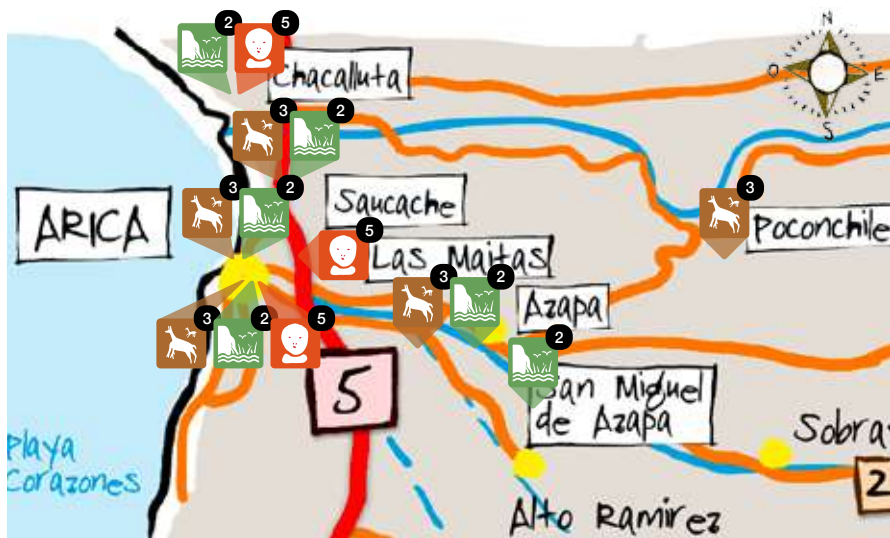 2
5
Chacalluta
N
O
E
S
3
2
3
2
ARICA
Saucache
3
Poconchile
5
Las Maitas
3
2
Azapa
3
2
5
2
5
San Miguel
de Azapa
Playa
Corazones
Sobra
2
Alto Ramirez